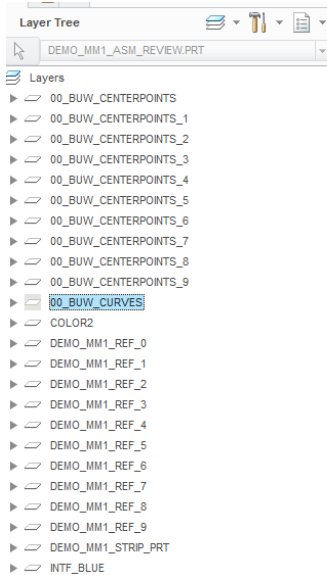 Layer Tree
DEMO_MM1_ASM_REVIEW.PRT
Layers
00_BUW_CENTERPOINTS
00_BUW_CENTERPOINTS_1
00_BUW_CENTERPOINTS_2
00_BUW_CENTERPOINTS_3
00_BUW_CENTERPOINTS_4
00_BUW_CENTERPOINTS_5
00_BUW_CENTERPOINTS_6
00_BUW_CENTERPOINTS_7
00_BUW_CENTERPOINTS_8
00_BUW_CENTERPOINTS_9
00_BUW_CURVES
COLOR2
DEMO_MM1_REF_0
DEMO_MM1_REF_1
DEMO_MM1_REF_2
DEMO_MM1_REF_3
DEMO_MM1_REF_4
DEMO_MM1_REF_5
DEMO_MM1_REF_6
DEMO_MM1_REF_7
DEMO_MM1_REF_8
DEMO_MM1_REF_9
DEMO_MM1_STRIP_PRT
INTF_BLUE